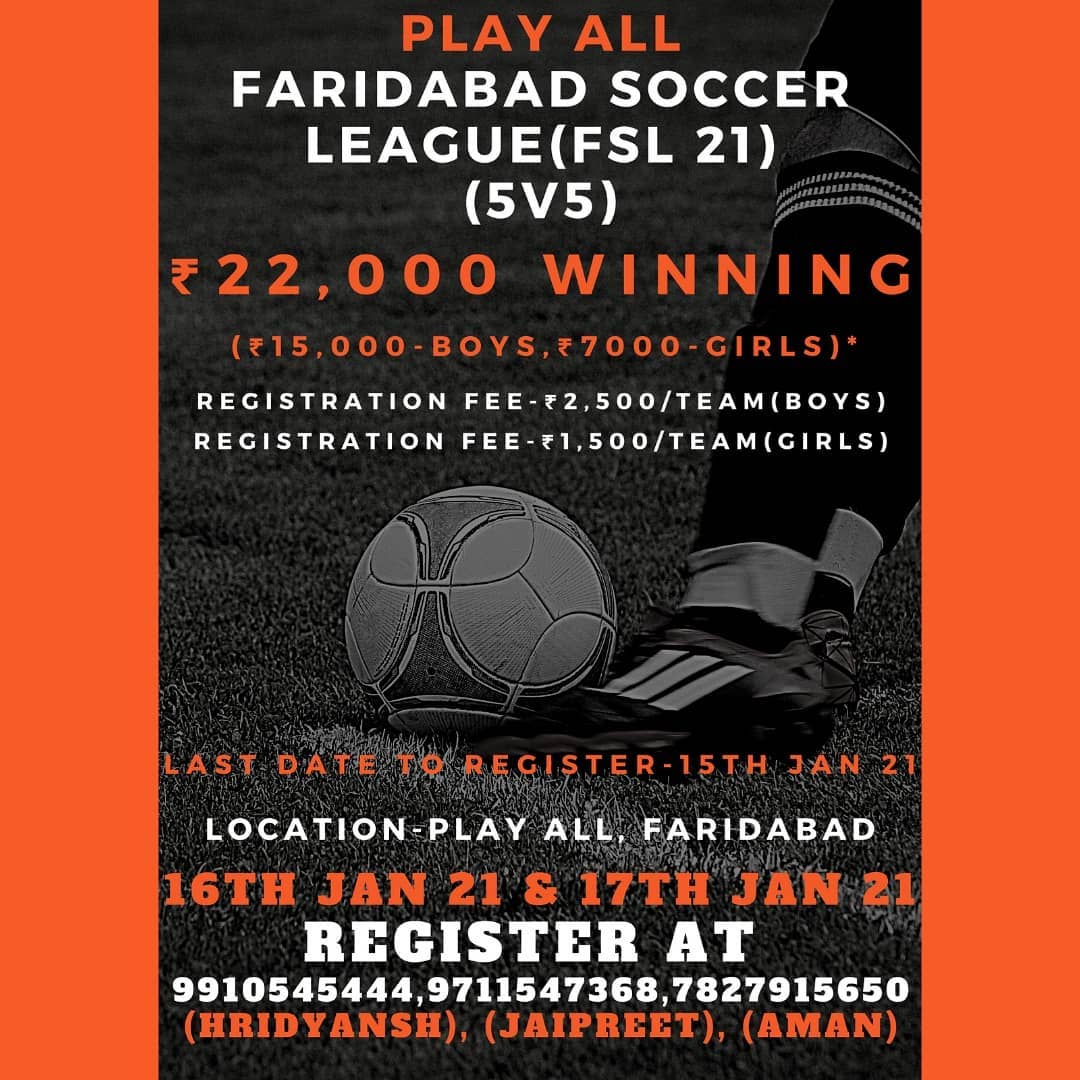 PLAY ALL
FARIDABAD SOCCER
LEAGUE(FSL 21)
(5V5)
₹22,000 WINNING
(₹15,000-BOYS,₹7000-GIRLS)*
REGISTRATION FEE-₹2,500/TEAM(BOYS)
REGISTRATION FEE-₹1,500/TEAM(GIRLS)
LAST DATE TO REGISTER-15TH JAN 21
LOCATION-PLAY ALL, FARIDABAD
16TH JAN 21 & 17TH JAN 21
REGISTER AT
9910545444,9711547368,7827915650
(HRIDYANSH), (JAIPREET), (AMAN)